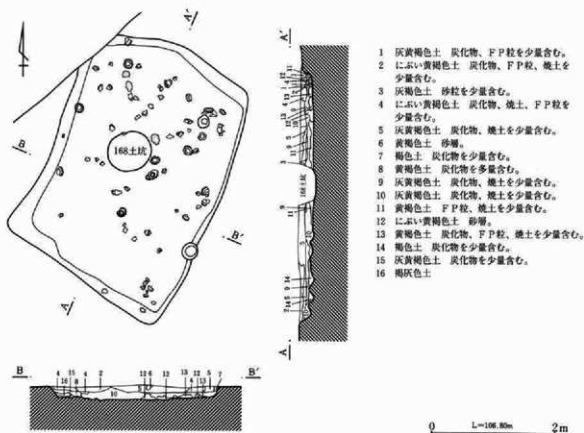 A'
B
168土坑
B'
A
A'
168土坑
A
1 灰黄褐色土 炭化物、FP粒を少量含む。
2 にぶい黄褐色土 炭化物、FP粒、焼土を
少量含む。
3 灰褐色土 砂粒を少量含む。
4 にぶい黄褐色土 炭化物、焼土、FPを
少量含む。
5 灰黄褐色土 炭化物、焼土を少量含む。
6 黄褐色土 砂層。
7 褐色土 炭化物を少量含む。
8 黄褐色土 炭化物を多量含む。
9 灰黄褐色土 炭化物、焼土を少量含む。
10 灰黄褐色土 炭化物、焼土を少量含む。
11 黄褐色土 FP粒、焼土を少量含む。
12 にぶい黄褐色土 砂層。
13 黄褐色土 炭化物、FP粒、焼土を少量含む。
14 褐色土 炭化物を少量含む。
15 灰黄褐色土 炭化物を少量含む。
16 褐灰色土
B B'
4 15 4 2 12 6 12 13 4 12 5 7
16 8 10
0 L=106.80m 2m